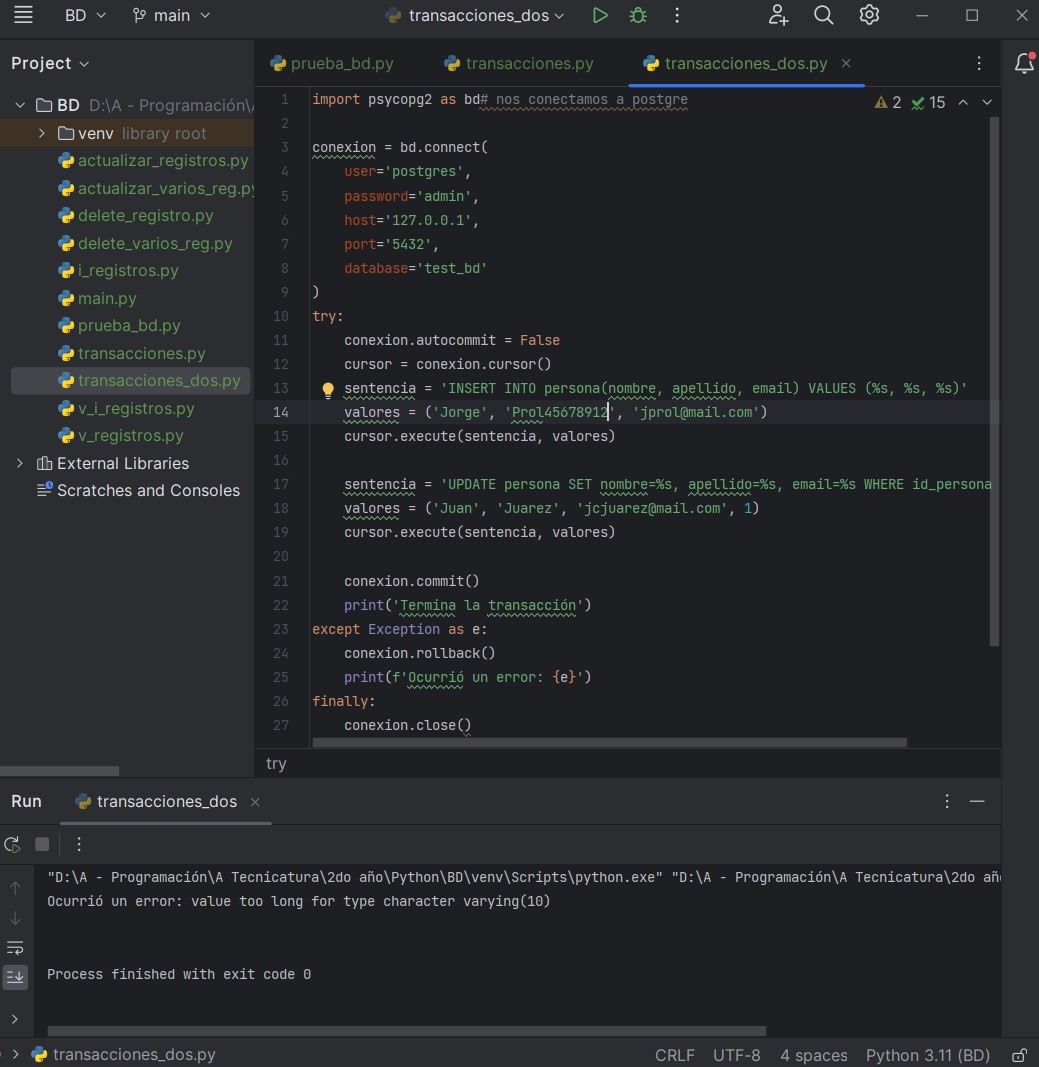 BD main transacciones_dos
Project prueba_bd.py transacciones.py transacciones_dos.py
BD D:\A - Programación\
venv library root
actualizar_registros.py
actualizar_varios_reg.py
delete_registro.py
delete_varios_reg.py
i_registros.py
main.py
prueba_bd.py
transacciones.py
transacciones_dos.py
v_i_registros.py
v_registros.py
External Libraries
Scratches and Consoles
2 15
1 import psycopg2 as bd# nos conectamos a postgre
2
3 conexion = bd.connect(
4     user='postgres',
5     password='admin',
6     host='127.0.0.1',
7     port='5432',
8     database='test_bd'
9 )
10 try:
11     conexion.autocommit = False
12     cursor = conexion.cursor()
13     sentencia = 'INSERT INTO persona(nombre, apellido, email) VALUES (%s, %s, %s)'
14     valores = ('Jorge', 'Prol45678912', 'jprol@mail.com')
15     cursor.execute(sentencia, valores)
16
17     sentencia = 'UPDATE persona SET nombre=%s, apellido=%s, email=%s WHERE id_persona
18     valores = ('Juan', 'Juarez', 'jcjuarez@mail.com', 1)
19     cursor.execute(sentencia, valores)
20
21     conexion.commit()
22     print('Termina la transacción')
23 except Exception as e:
24     conexion.rollback()
25     print(f'Ocurrió un error: {e}')
26 finally:
27     conexion.close()
try
Run transacciones_dos
"D:\A - Programación\A Tecnicatura\2do año\Python\BD\venv\Scripts\python.exe" "D:\A - Programación\A Tecnicatura\2do añ
Ocurrió un error: value too long for type character varying(10)
Process finished with exit code 0
transacciones_dos.py CRLF UTF-8 4 spaces Python 3.11 (BD)